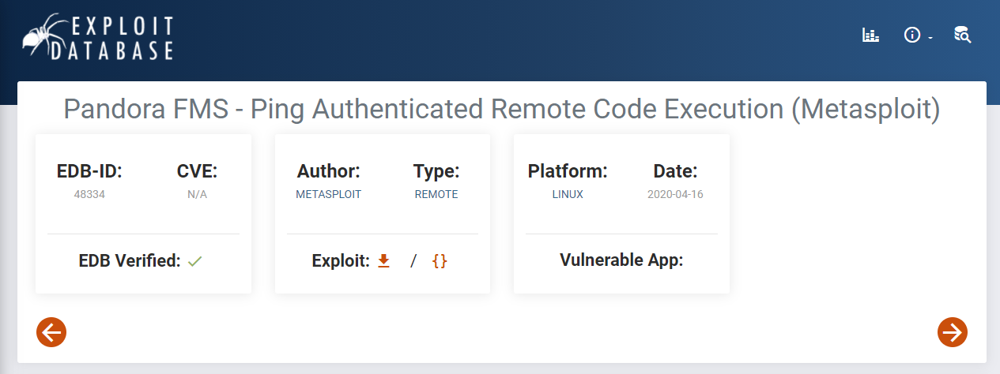 EXPLOIT
DATABASE
Pandora FMS - Ping Authenticated Remote Code Execution (Metasploit)
EDB-ID:
48334
CVE:
N/A
EDB Verified:
Author:
METASPLOIT
Type:
REMOTE
Exploit: / {}
Platform:
LINUX
Date:
2020-04-16
Vulnerable App: